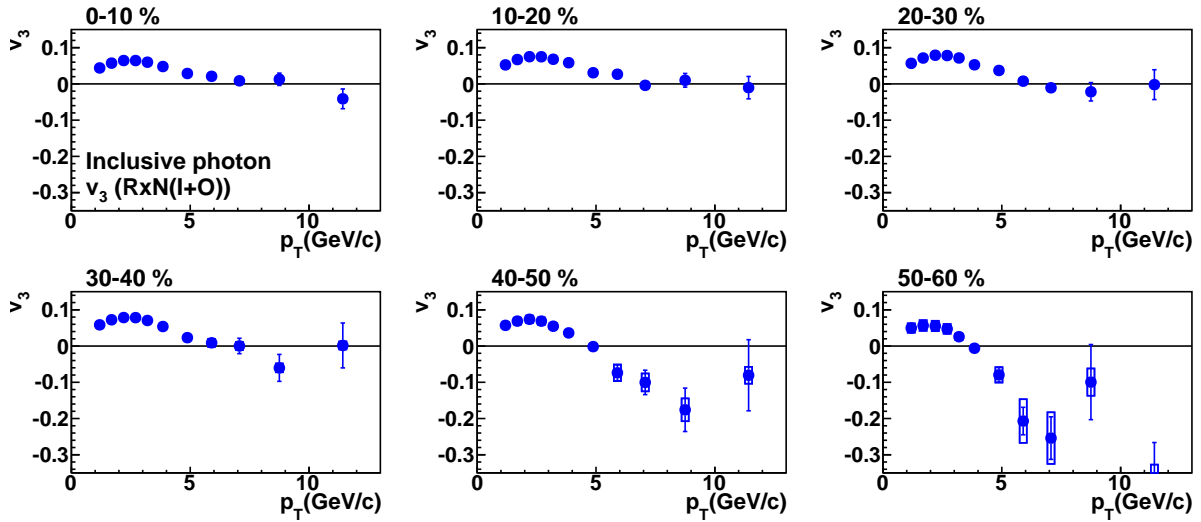 0-10 %
10-20 %
20-30 %
v3
v3
v3
0.1
0
-0.1
-0.2
-0.3
0.1
0
-0.1
-0.2
-0.3
0.1
0
-0.1
-0.2
-0.3
Inclusive photon
v3 (RxN(I+O))
0 5 10
0 5 10
0 5 10
pT(GeV/c)
pT(GeV/c)
pT(GeV/c)
30-40 %
40-50 %
50-60 %
v3
v3
v3
0.1
0
-0.1
-0.2
-0.3
0.1
0
-0.1
-0.2
-0.3
0.1
0
-0.1
-0.2
-0.3
0 5 10
0 5 10
0 5 10
pT(GeV/c)
pT(GeV/c)
pT(GeV/c)